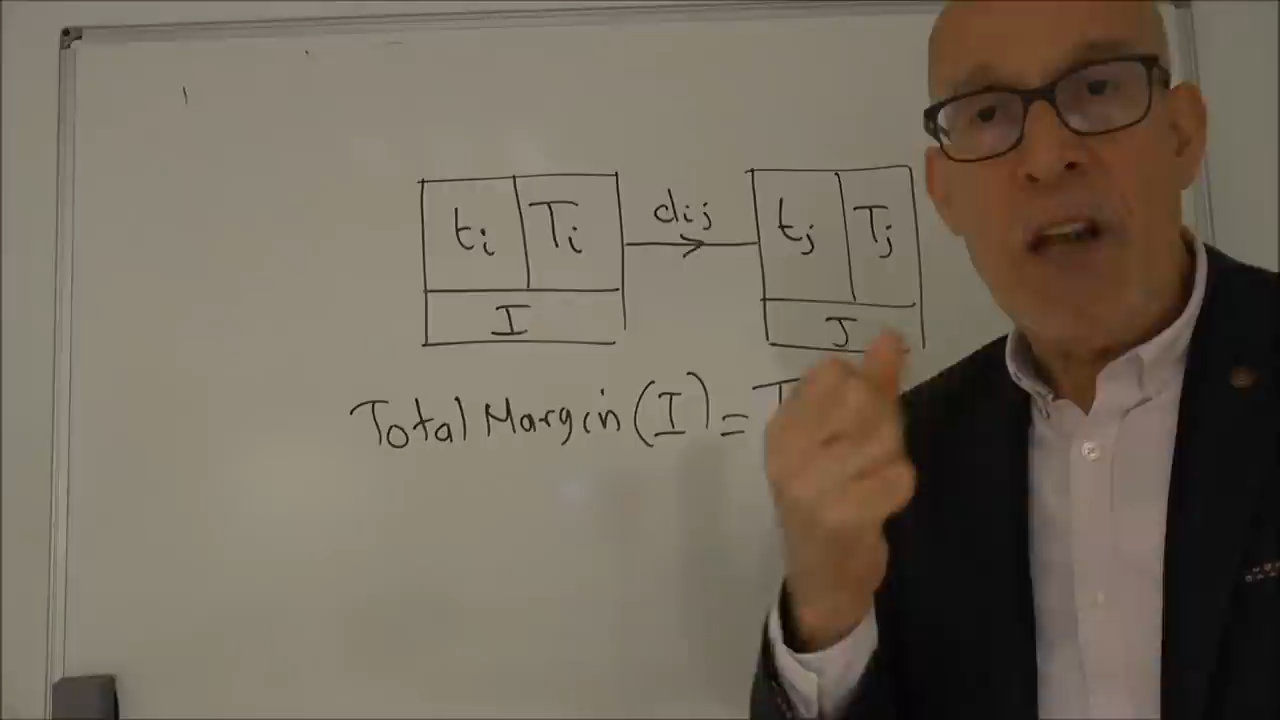 ti Ti dij tj Tj
I J
Total Margin (I) = T